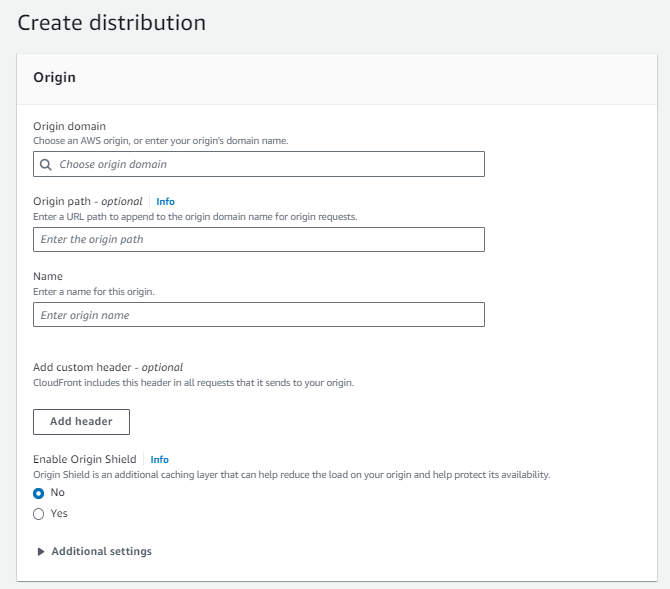 Create distribution
Origin
Origin domain
Choose an AWS origin, or enter your origin's domain name.
Choose origin domain
Origin path - optional Info
Enter a URL path to append to the origin domain name for origin requests.
Enter the origin path
Name
Enter a name for this origin.
Enter origin name
Add custom header - optional
CloudFront includes this header in all requests that it sends to your origin.
Add header
Enable Origin Shield Info
Origin Shield is an additional caching layer that can help reduce the load on your origin and help protect its availability.
No
Yes
Additional settings